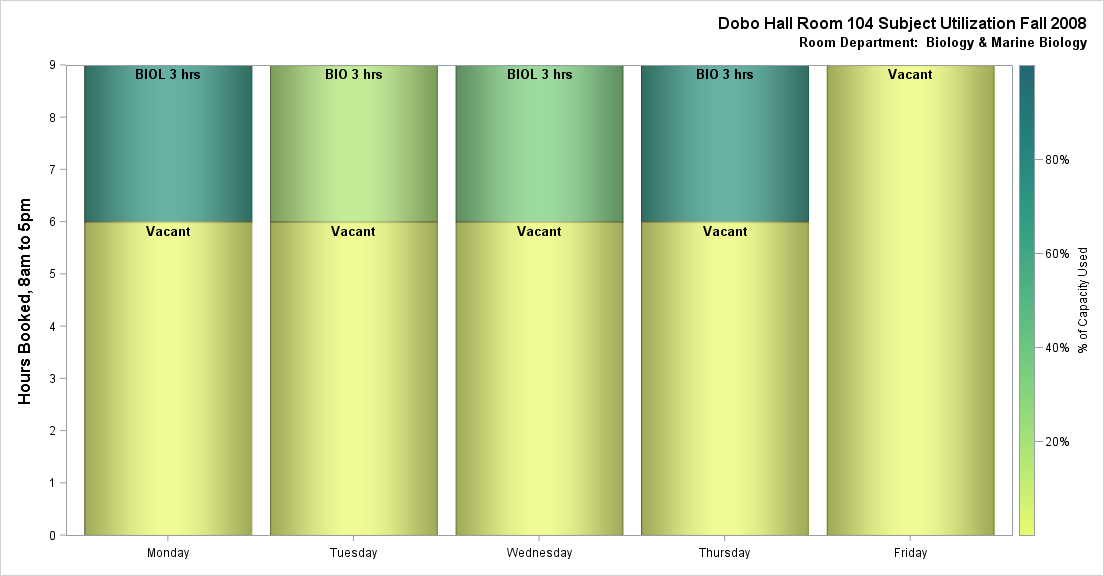 Dobo Hall Room 104 Subject Utilization Fall 2008
Room Department: Biology & Marine Biology
Hours Booked, 8am to 5pm
9
8
7
6
5
4
3
2
1
0
BIOL 3 hrs
BIO 3 hrs
BIOL 3 hrs
BIO 3 hrs
Vacant
Vacant
Vacant
Vacant
Vacant
Monday
Tuesday
Wednesday
Thursday
Friday
80%
60%
40%
20%
% of Capacity Used